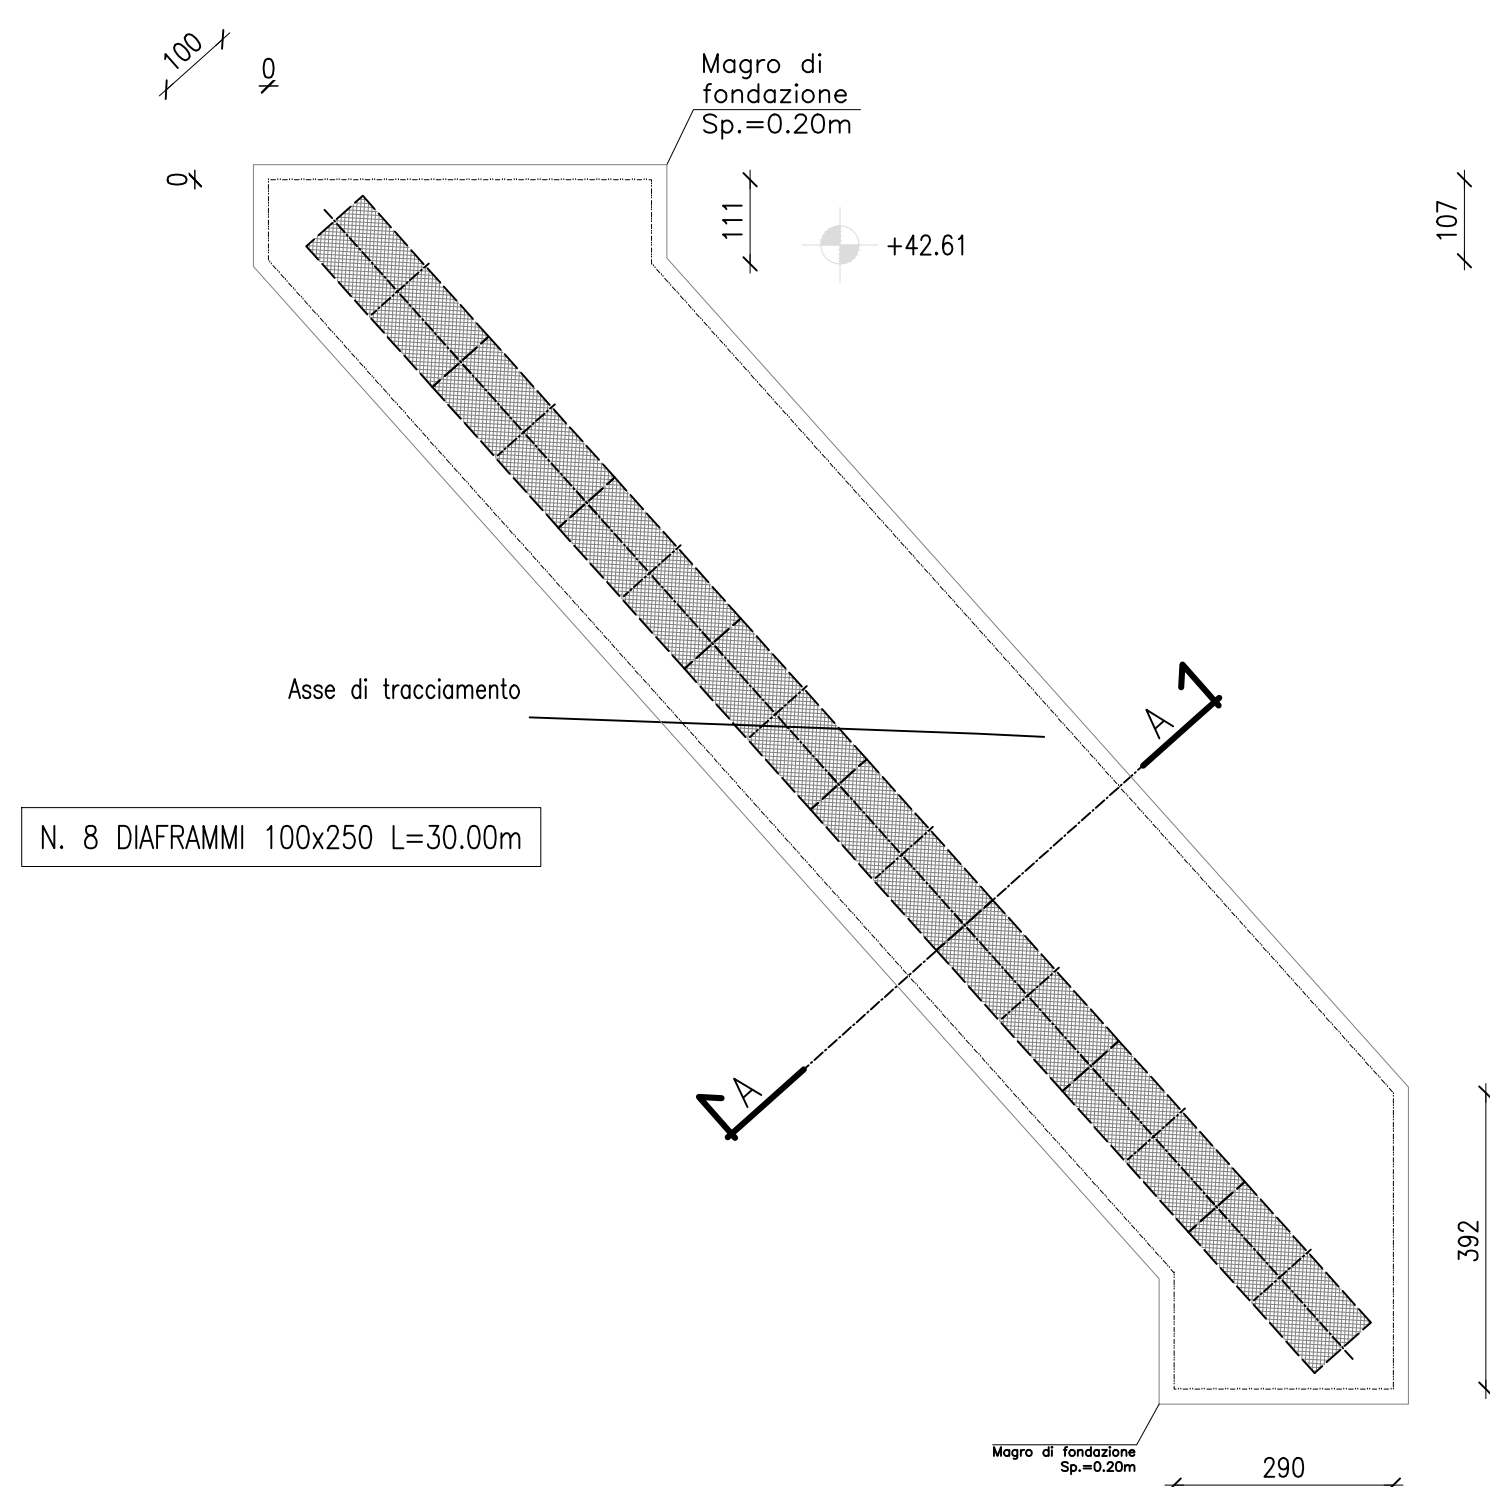 100
0
Magro di
fondazione
Sp.=0.20m
0
111
+42.61
107
Asse di tracciamento
A
N. 8 DIAFRAMMI 100x250 L=30.00m
A
392
Magro di fondazione
Sp.=0.20m
290